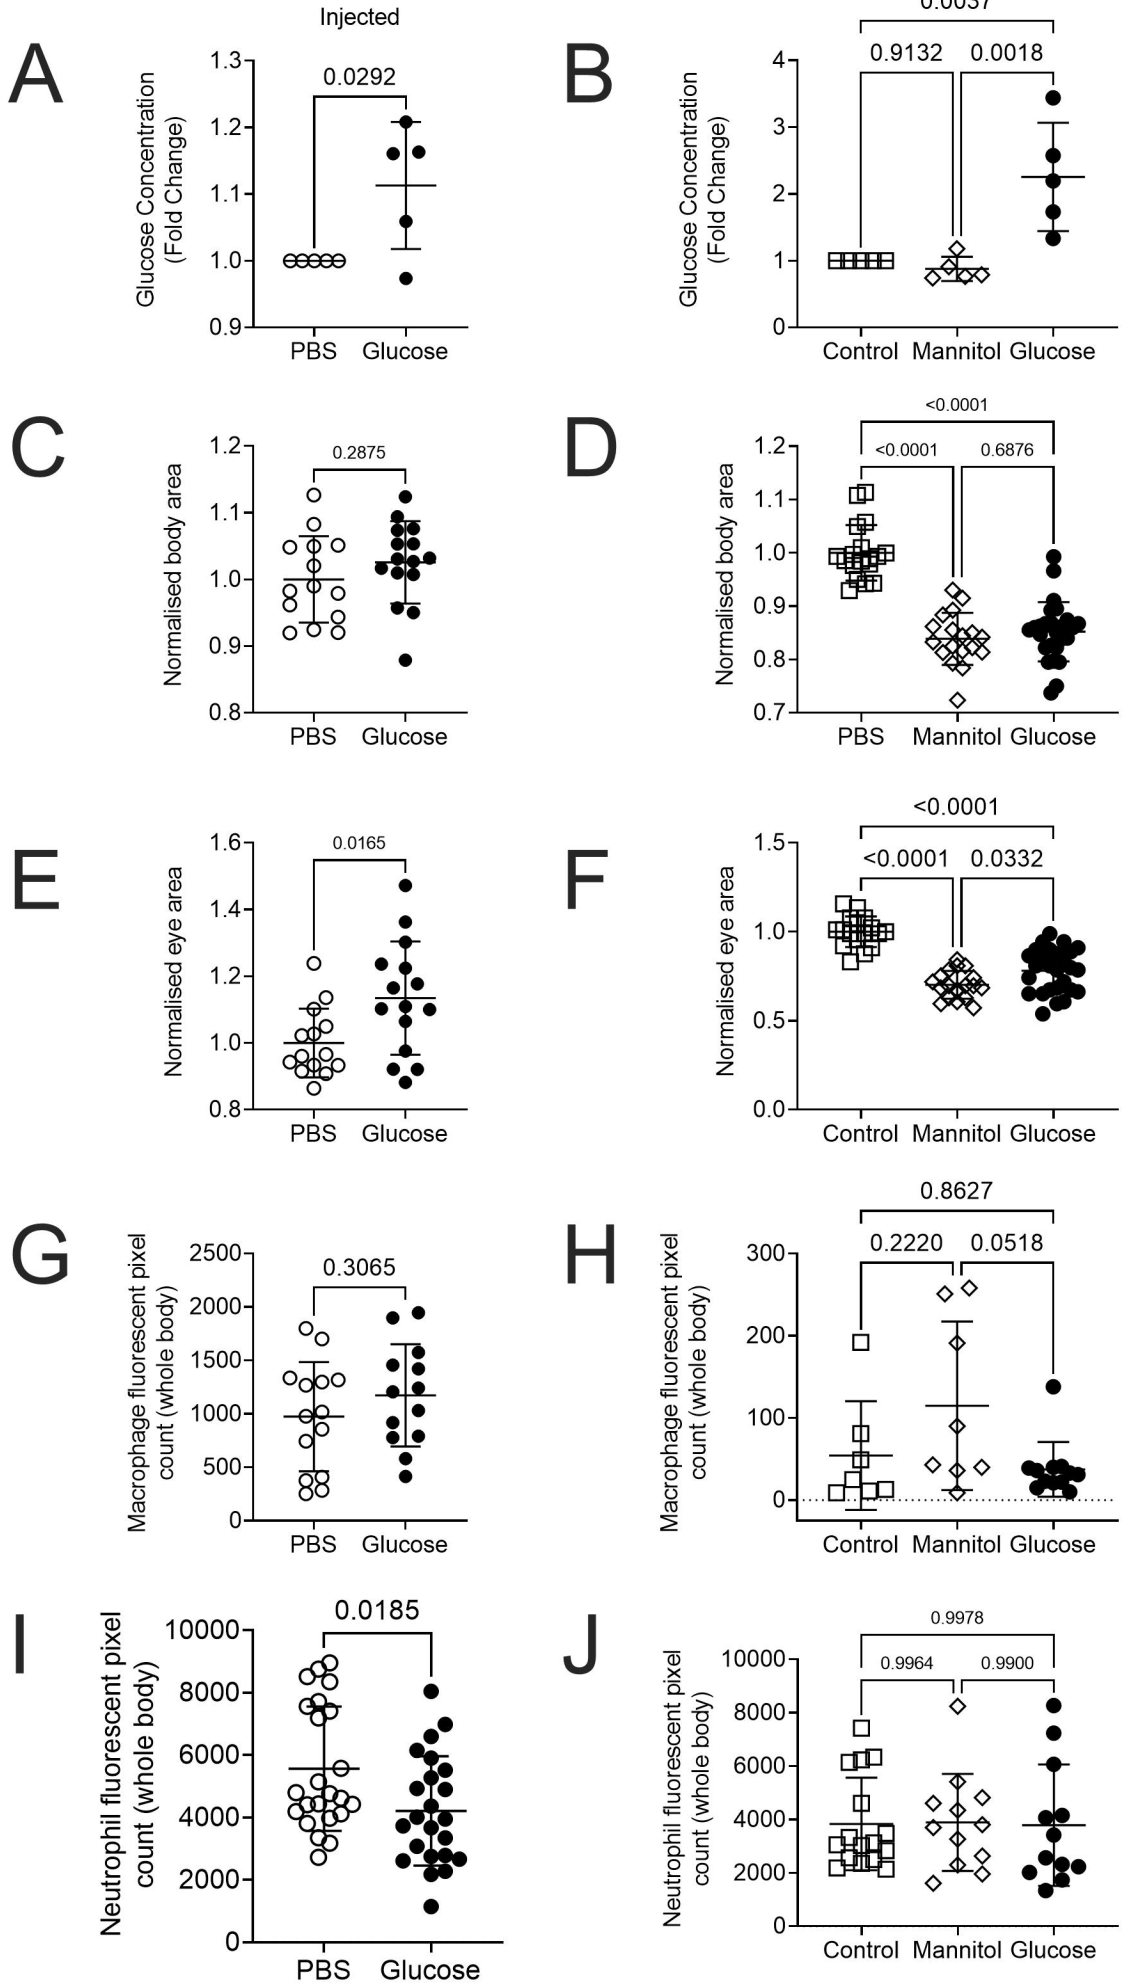 Injected
A
Glucose Concentration
(Fold Change)
1.3
1.2
1.1
1.0
0.9
0.0292
PBS
Glucose
B
Glucose Concentration
(Fold Change)
4
3
2
1
0
0.0037
0.9132
0.0018
Control
Mannitol
Glucose
C
Normalised body area
1.2
1.1
1.0
0.9
0.8
0.2875
PBS
Glucose
D
Normalised body area
1.2
1.1
1.0
0.9
0.8
0.7
<0.0001
<0.0001
0.6876
PBS
Mannitol
Glucose
E
Normalised eye area
1.6
1.4
1.2
1.0
0.8
0.0165
PBS
Glucose
F
Normalised eye area
1.5
1.0
0.5
0.0
<0.0001
<0.0001
0.0332
Control
Mannitol
Glucose
G
Macrophage fluorescent pixel
count (whole body)
2500
2000
1500
1000
500
0
0.3065
PBS
Glucose
H
Macrophage fluorescent pixel
count (whole body)
300
200
100
0
0.8627
0.2220
0.0518
Control
Mannitol
Glucose
I
Neutrophil fluorescent pixel
count (whole body)
10000
8000
6000
4000
2000
0
0.0185
PBS
Glucose
J
Neutrophil fluorescent pixel
count (whole body)
10000
8000
6000
4000
2000
0
0.9978
0.9964
0.9900
Control
Mannitol
Glucose